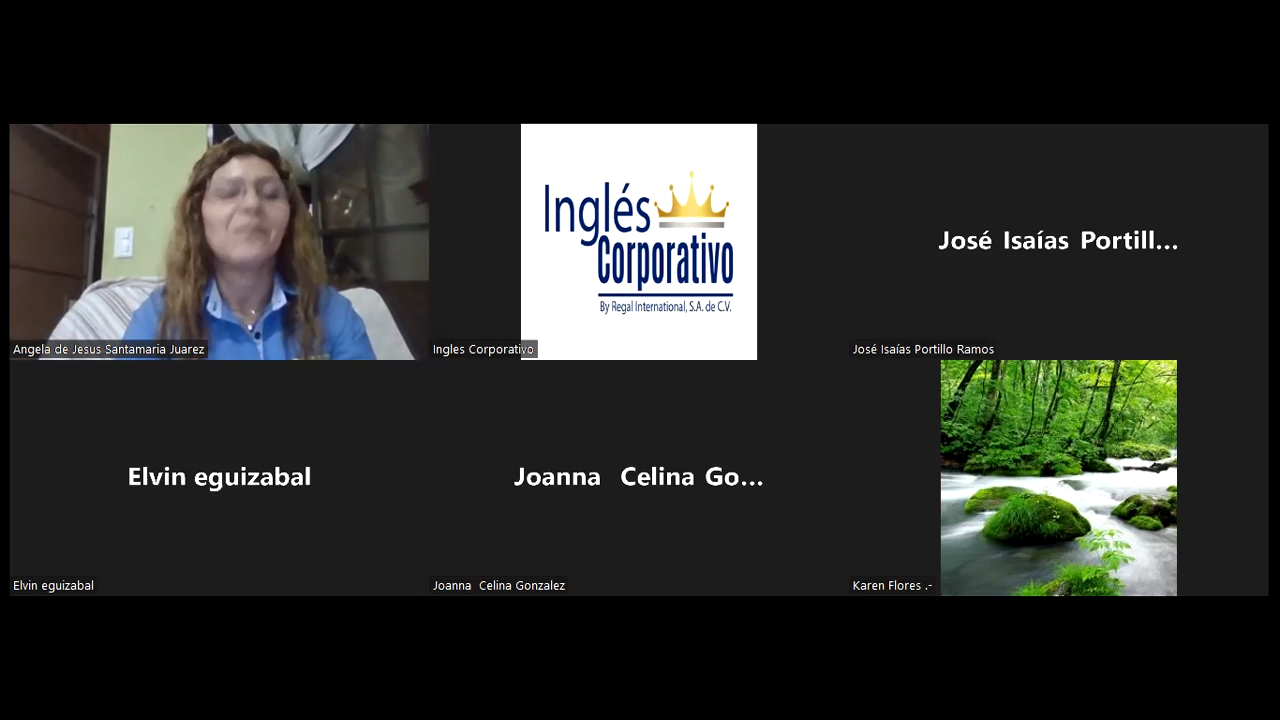 Inglés
Corporativo
By Regal International, S.A. de C.V.
José Isaías Portill...
Angela de Jesus Santamaria Juarez
Ingles Corporativo
José Isaías Portillo Ramos
Elvin eguizabal
Joanna Celina Go...
Elvin eguizabal
Joanna Celina Gonzalez
Karen Flores .-